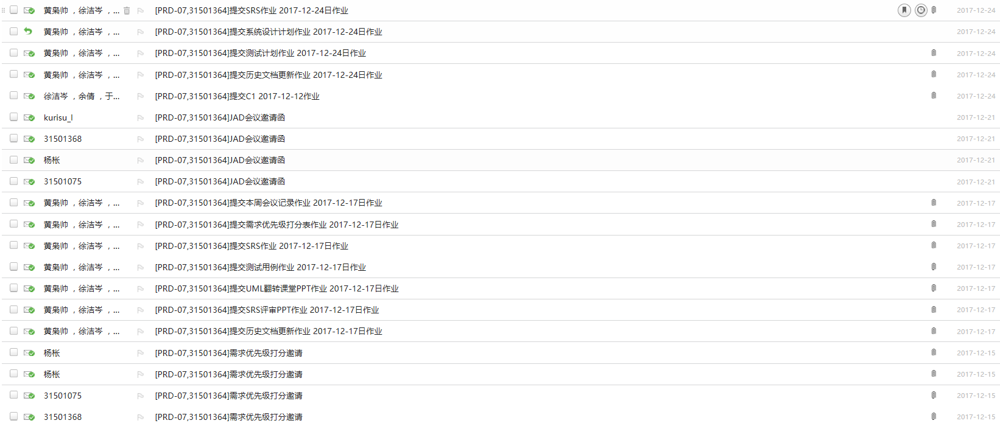 黄枭帅 , 徐洁岑 , ... [PRD-07,31501364]提交SRS作业 2017-12-24日作业 2017-12-24
黄枭帅 , 徐洁岑 , ... [PRD-07,31501364]提交系统设计计划作业 2017-12-24日作业 2017-12-24
黄枭帅 , 徐洁岑 , ... [PRD-07,31501364]提交测试计划作业 2017-12-24日作业 2017-12-24
黄枭帅 , 徐洁岑 , ... [PRD-07,31501364]提交历史文档更新作业 2017-12-24日作业 2017-12-24
徐洁岑 , 余倩 , 于... [PRD-07,31501364]提交C1 2017-12-12作业 2017-12-24
kurisu_l [PRD-07,31501364]JAD会议邀请函 2017-12-21
31501368 [PRD-07,31501364]JAD会议邀请函 2017-12-21
杨枨 [PRD-07,31501364]JAD会议邀请函 2017-12-21
31501075 [PRD-07,31501364]JAD会议邀请函 2017-12-21
黄枭帅 , 徐洁岑 , ... [PRD-07,31501364]提交本周会议记录作业 2017-12-17日作业 2017-12-17
黄枭帅 , 徐洁岑 , ... [PRD-07,31501364]提交需求优先级打分表作业 2017-12-17日作业 2017-12-17
黄枭帅 , 徐洁岑 , ... [PRD-07,31501364]提交SRS作业 2017-12-17日作业 2017-12-17
黄枭帅 , 徐洁岑 , ... [PRD-07,31501364]提交测试用例作业 2017-12-17日作业 2017-12-17
黄枭帅 , 徐洁岑 , ... [PRD-07,31501364]提交UML翻转课堂PPT作业 2017-12-17日作业 2017-12-17
黄枭帅 , 徐洁岑 , ... [PRD-07,31501364]提交SRS评审PPT作业 2017-12-17日作业 2017-12-17
黄枭帅 , 徐洁岑 , ... [PRD-07,31501364]提交历史文档更新作业 2017-12-17日作业 2017-12-17
杨枨 [PRD-07,31501364]需求优先级打分邀请 2017-12-15
杨枨 [PRD-07,31501364]需求优先级打分邀请 2017-12-15
31501075 [PRD-07,31501364]需求优先级打分邀请 2017-12-15
31501368 [PRD-07,31501364]需求优先级打分邀请 2017-12-15